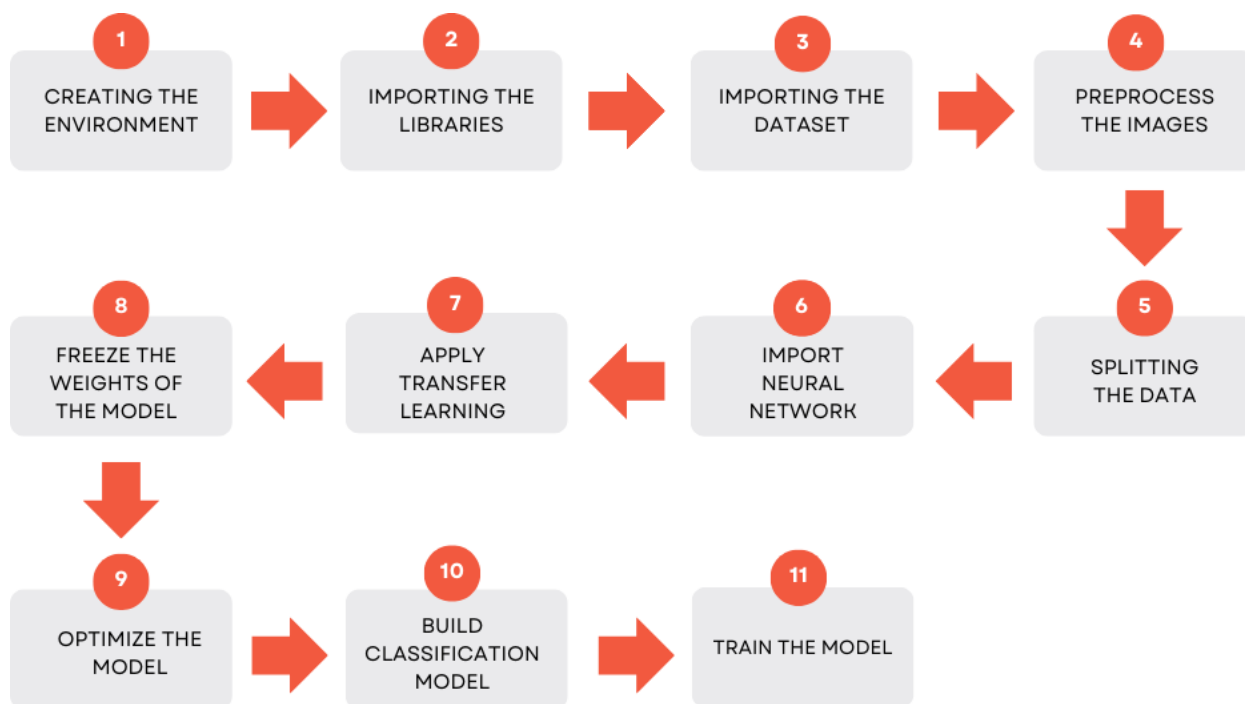 1
CREATING THE
ENVIRONMENT
2
IMPORTING THE
LIBRARIES
3
IMPORTING THE
DATASET
4
PREPROCESS
THE IMAGES
5
SPLITTING
THE DATA
6
IMPORT
NEURAL
NETWORK
7
APPLY
TRANSFER
LEARNING
8
FREEZE THE
WEIGHTS OF
THE MODEL
9
OPTIMIZE THE
MODEL
10
BUILD
CLASSIFICATION
MODEL
11
TRAIN THE MODEL